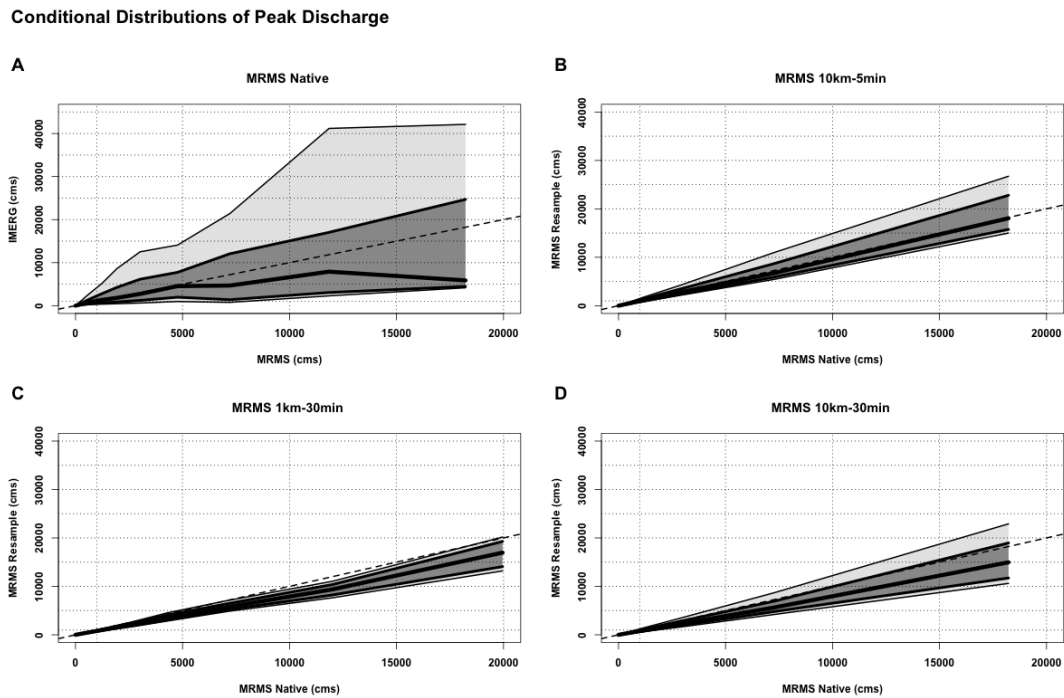 Conditional Distributions of Peak Discharge
A
MRMS Native
IMERG (cms)
40000
30000
20000
10000
0
0 5000 10000 15000 20000
MRMS (cms)
B
MRMS 10km-5min
MRMS Resample (cms)
40000
30000
20000
10000
0
0 5000 10000 15000 20000
MRMS Native (cms)
C
MRMS 1km-30min
MRMS Resample (cms)
40000
30000
20000
10000
0
0 5000 10000 15000 20000
MRMS Native (cms)
D
MRMS 10km-30min
MRMS Resample (cms)
40000
30000
20000
10000
0
0 5000 10000 15000 20000
MRMS Native (cms)